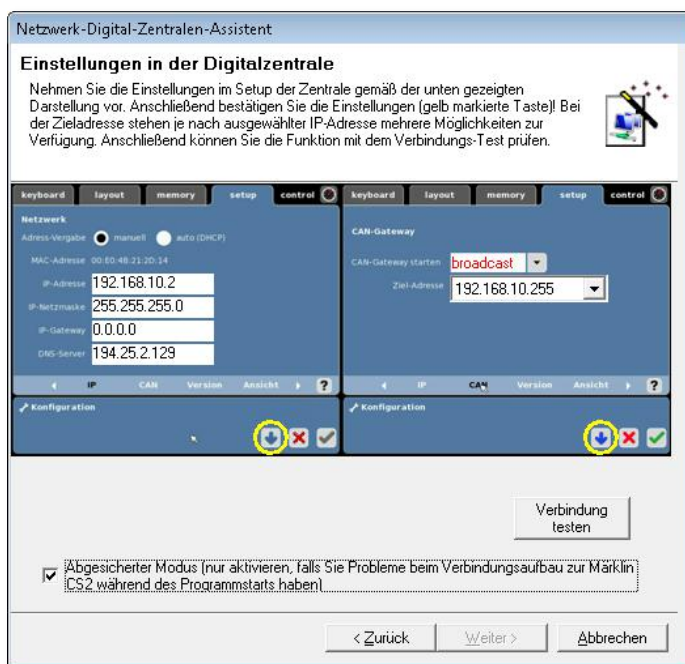 Netzwerk-Digital-Zentralen-Assistent
Einstellungen in der Digitalzentrale
Nehmen Sie die Einstellungen im Setup der Zentrale gemäß der unten gezeigten
Darstellung vor. Anschließend bestätigen Sie die Einstellungen (gelb markierte Taste)! Bei
der Zieladresse stehen je nach ausgewählter IP-Adresse mehrere Möglichkeiten zur
Verfügung. Anschließend können Sie die Funktion mit dem Verbindungs-Test prüfen.
keyboard layout memory setup control
Netzwerk
Adress-Vergabe manuell auto (DHCP)
MAC-Adresse 00:E0:4B:21:20:14
IP-Adresse 192.168.10.2
IP-Netzmaske 255.255.255.0
IP-Gateway 0.0.0.0
DNS-Server 194.25.2.129
IP CAN Version Ansicht ?
Konfiguration
keyboard layout memory setup control
CAN-Gateway
CAN-Gateway starten broadcast
Ziel-Adresse 192.168.10.255
IP CAN Version Ansicht ?
Konfiguration
Verbindung
testen
Abgesicherter Modus (nur aktivieren, falls Sie Probleme beim Verbindungsaufbau zur Märklin
CS2 während des Programmstarts haben)
< Zurück Weiter > Abbrechen